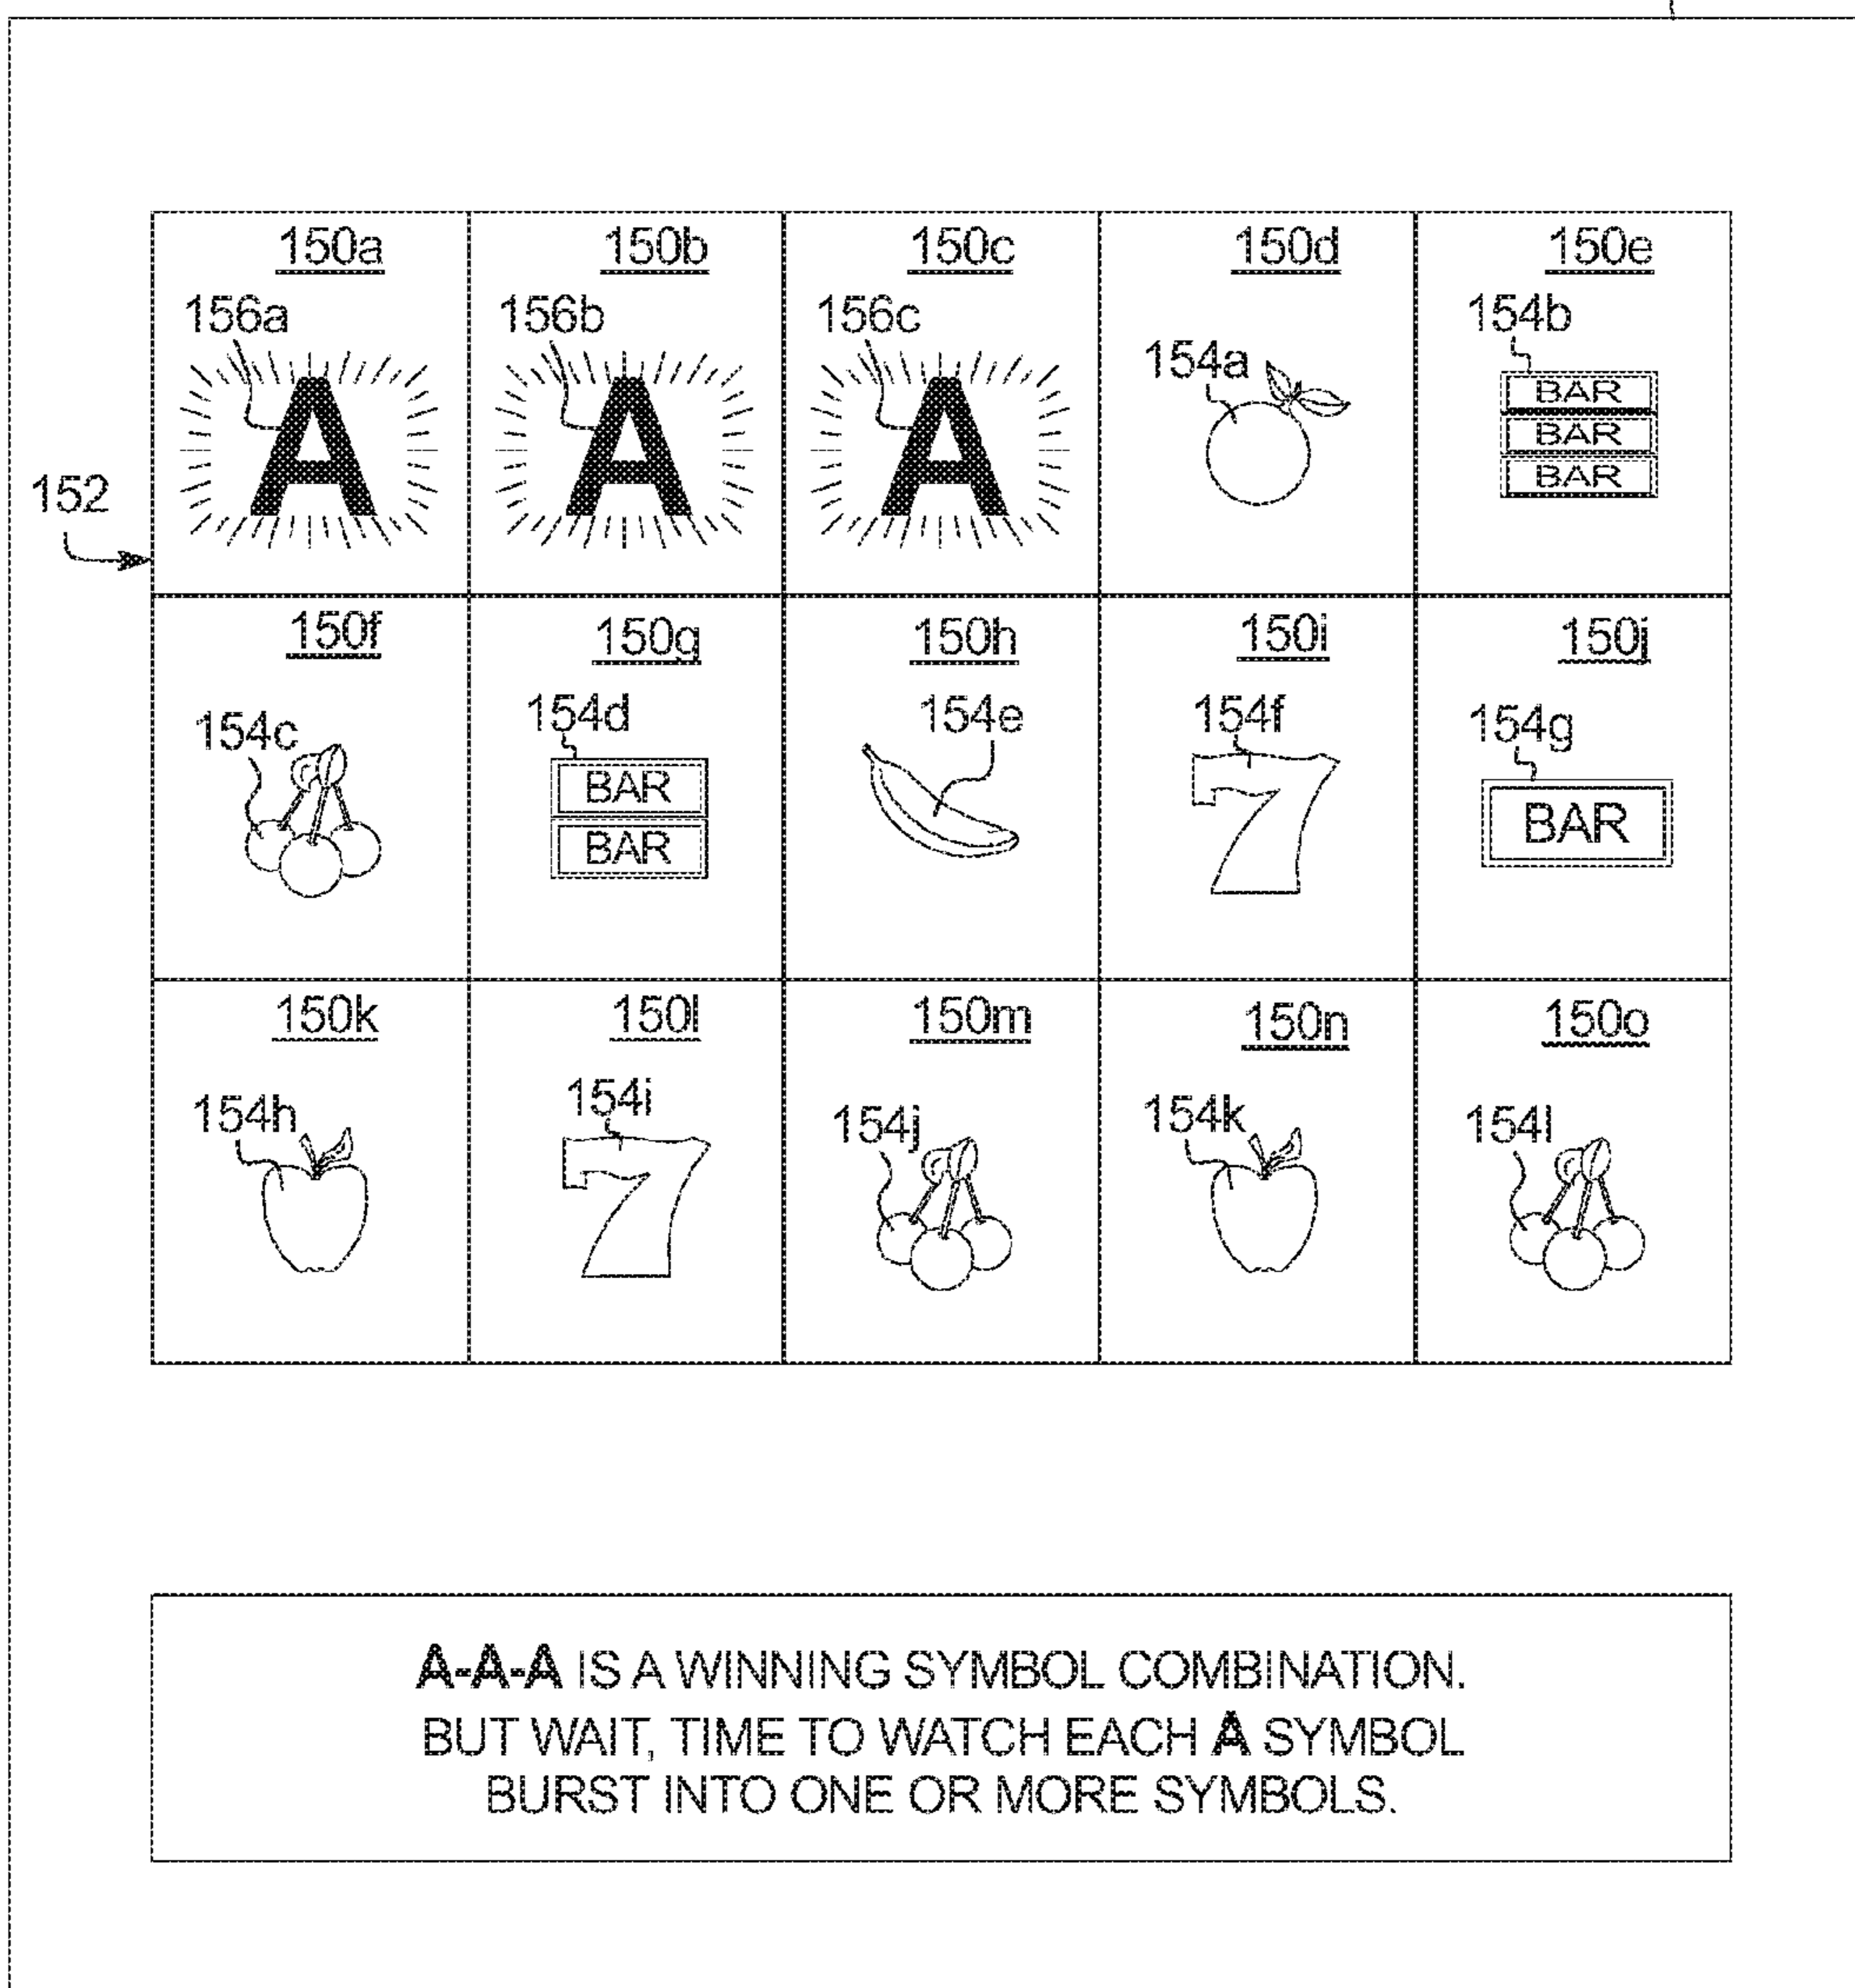 150a 150b 150c 150d 150e
156a 156b 156c 154a 154b
A A A BAR
BAR
BAR
152
150f 150g 150h 150i 150j
154c 154d 154e 154f 154g
BAR 7 BAR
BAR
150k 150l 150m 150n 150o
154h 154i 154j 154k 154l
7
A-A-A IS A WINNING SYMBOL COMBINATION.
BUT WAIT, TIME TO WATCH EACH A SYMBOL
BURST INTO ONE OR MORE SYMBOLS.